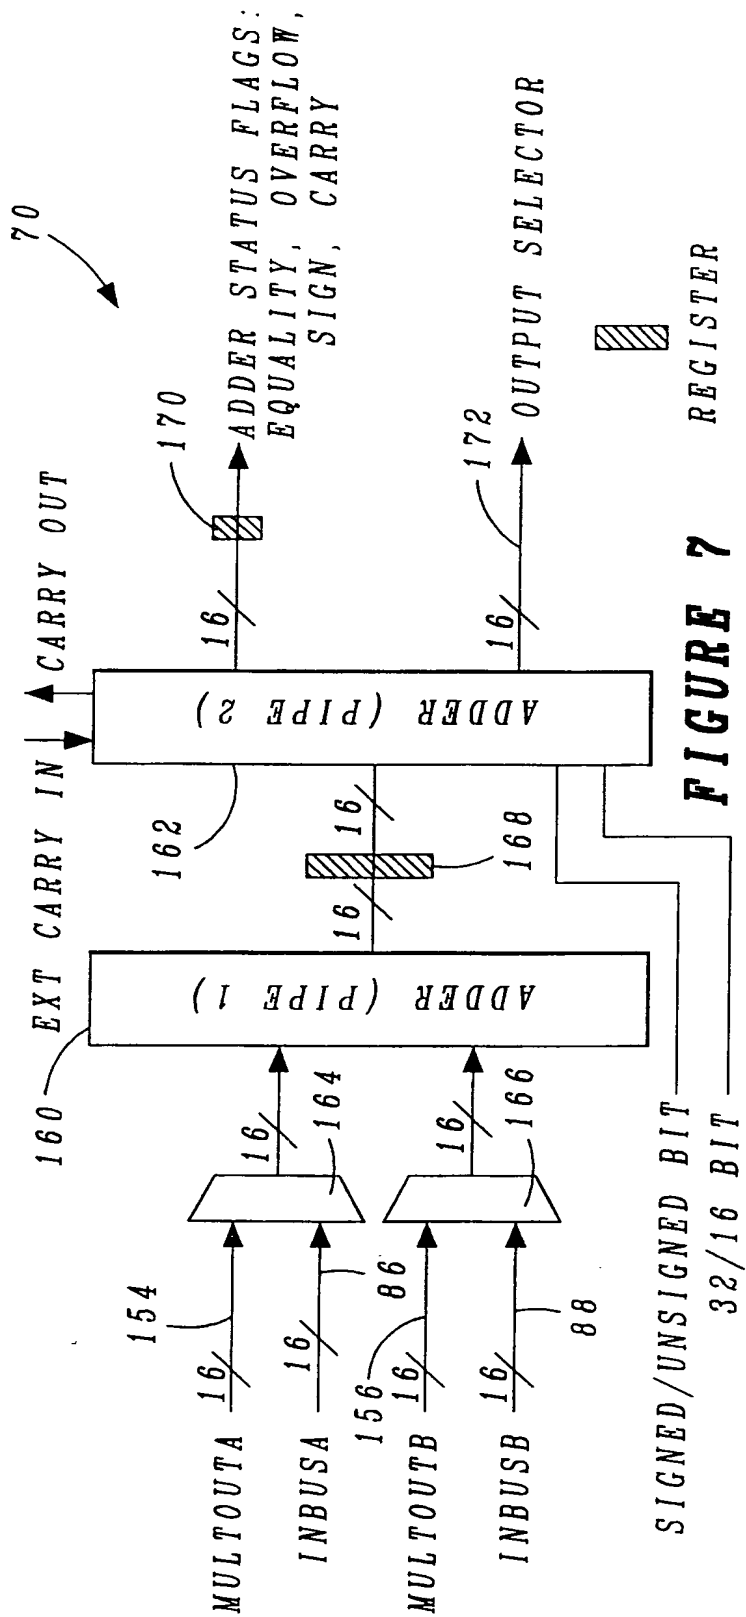 70
EXT CARRY IN
CARRY OUT
160
162
170
ADDER STATUS FLAGS:
EQUALITY, OVERFLOW,
SIGN, CARRY
MULTOUTA
16
154
INBUSA
16
86
16
164
MULTOUTB
16
156
INBUSB
16
88
16
166
ADDER (PIPE 1)
16
168
16
ADDER (PIPE 2)
16
16
172
OUTPUT SELECTOR
SIGNED/UNSIGNED BIT
32/16 BIT
REGISTER
FIGURE 7